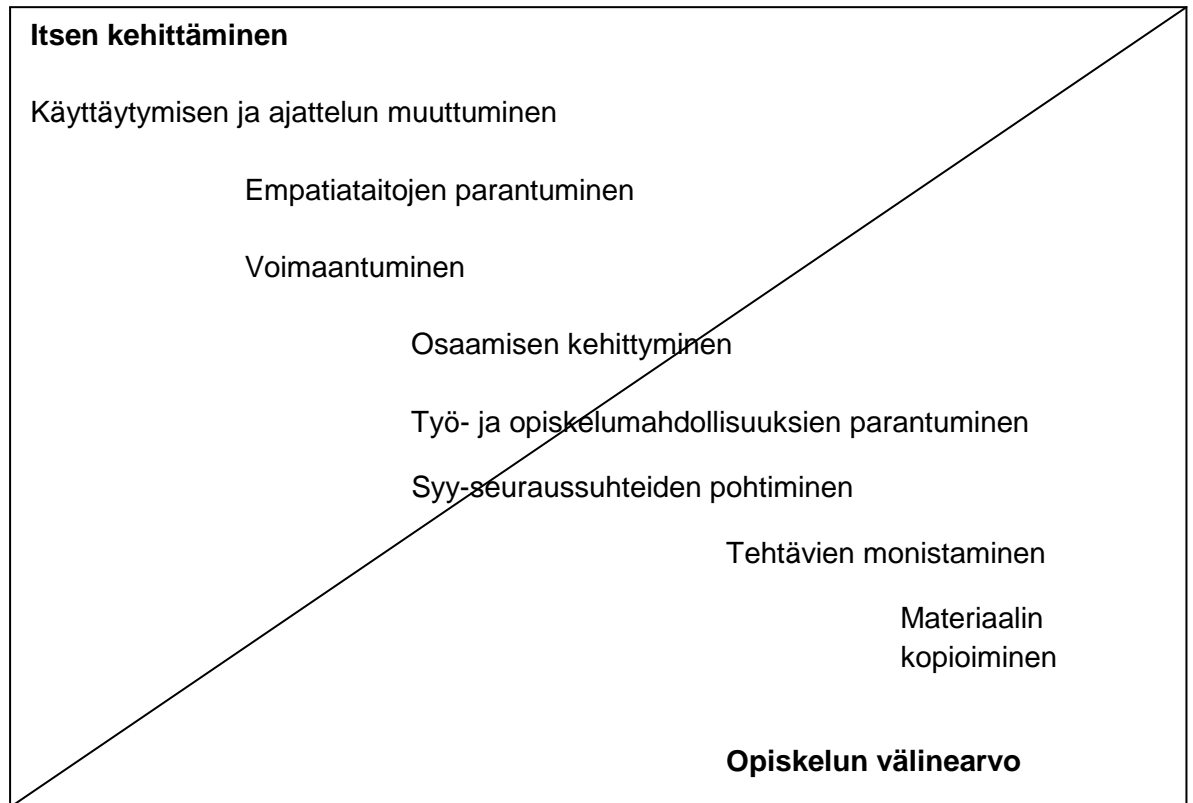 Itsen kehittäminen
Käyttäytymisen ja ajattelun muuttuminen
Empatiataitojen parantuminen
Voimaantuminen
Osaamisen kehittyminen
Työ- ja opiskelumahdollisuuksien parantuminen
Syy-seuraussuhteiden pohtiminen
Tehtävien monistaminen
Materiaalin
kopioiminen
Opiskelun välinearvo